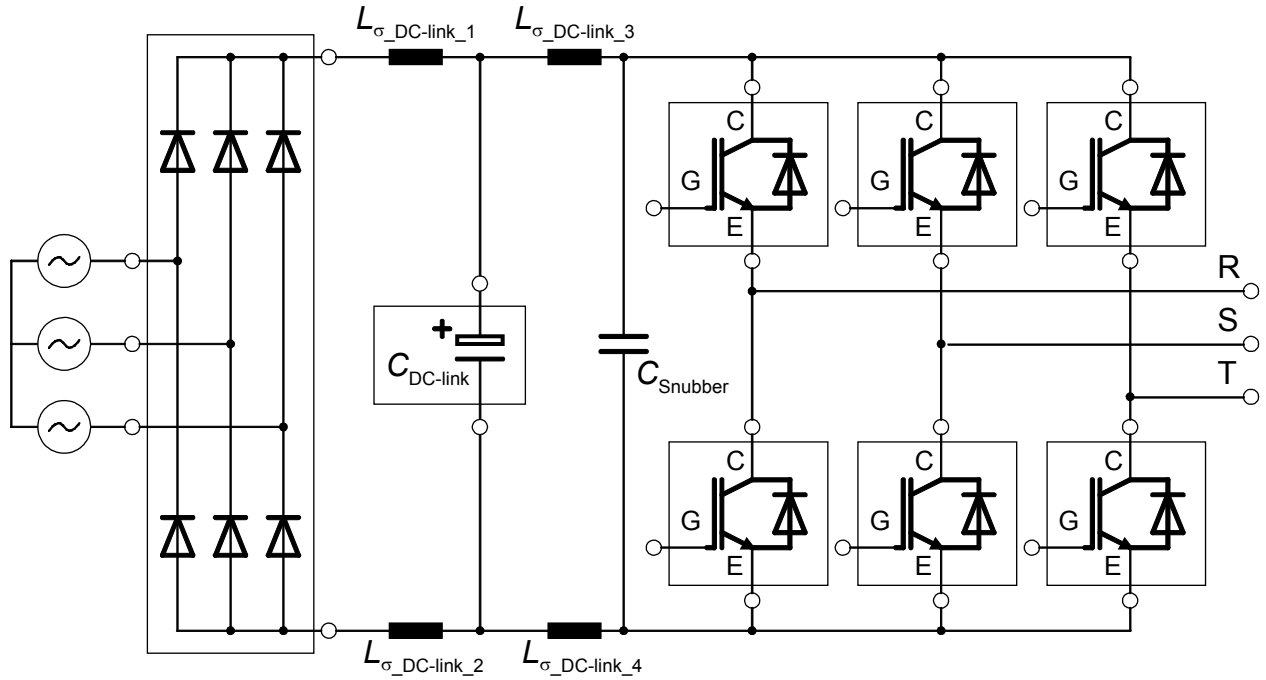 Lσ_DC-link_1
Lσ_DC-link_3
C
C
C
G
G
G
E
E
E
R
S
T
+
CDC-link
CSnubber
C
C
C
G
G
G
E
E
E
Lσ_DC-link_2
Lσ_DC-link_4